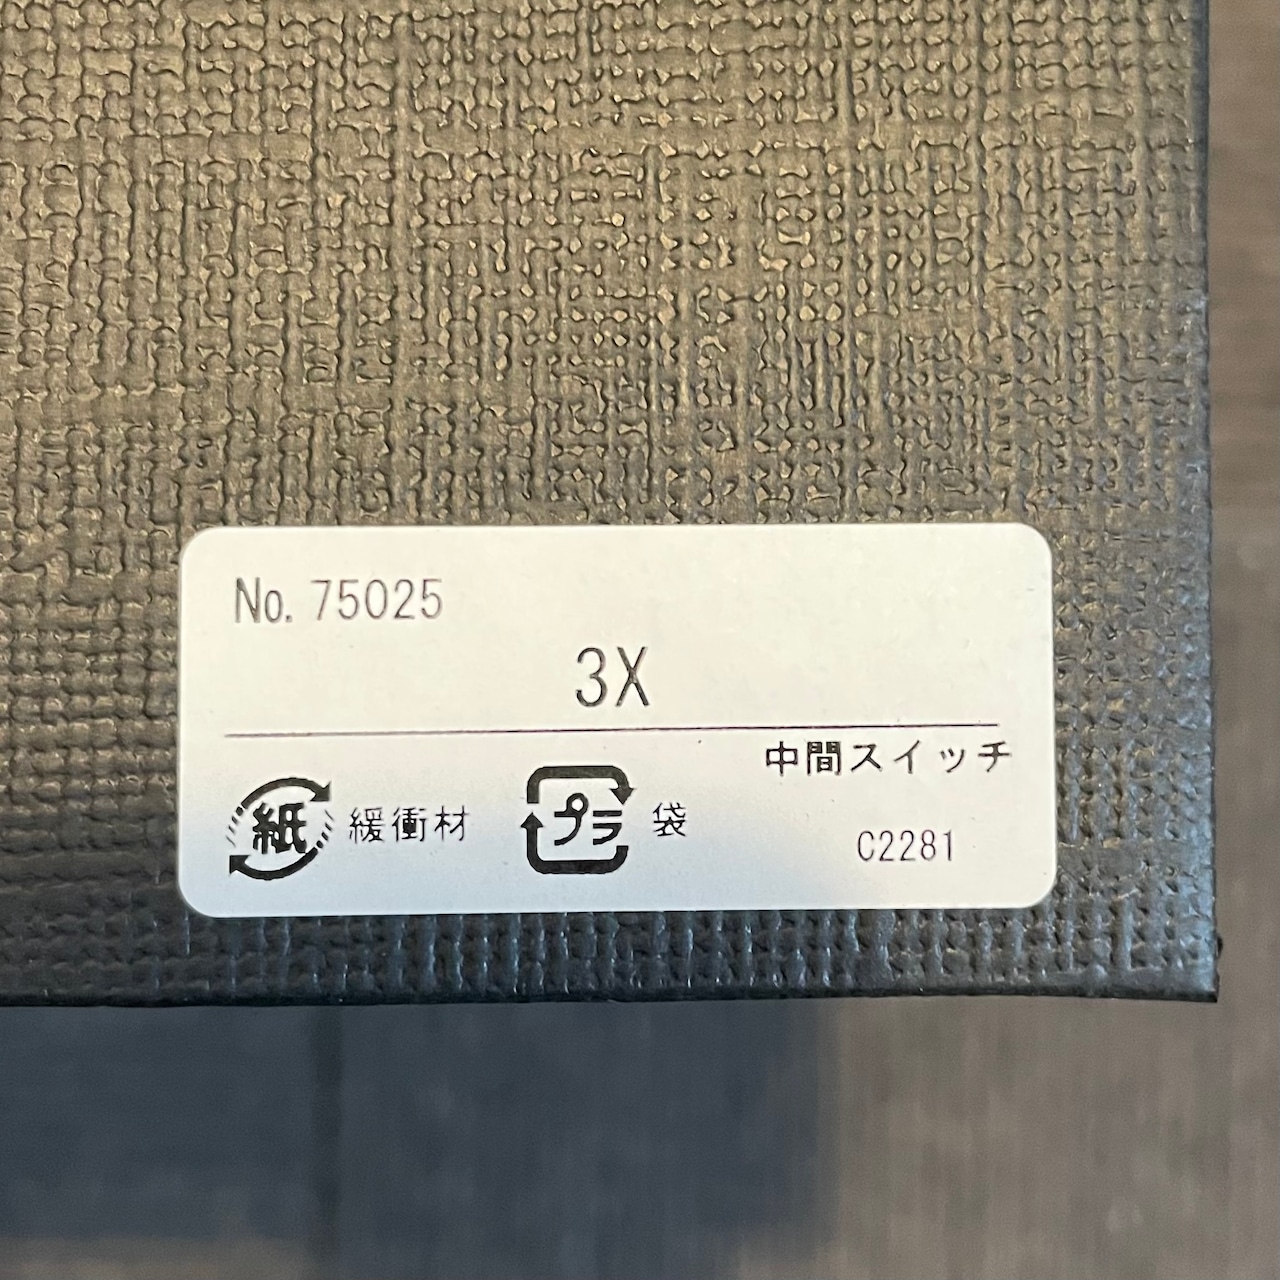 No. 75025
3X
中間スイッチ
紙 緩衝材 プラ 袋
C2281